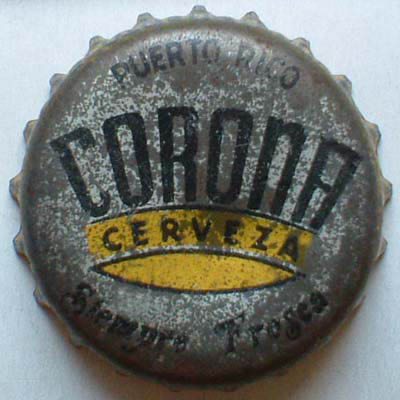 PUERTO RICO
CORONA
CERVEZA
Siempre Fresca